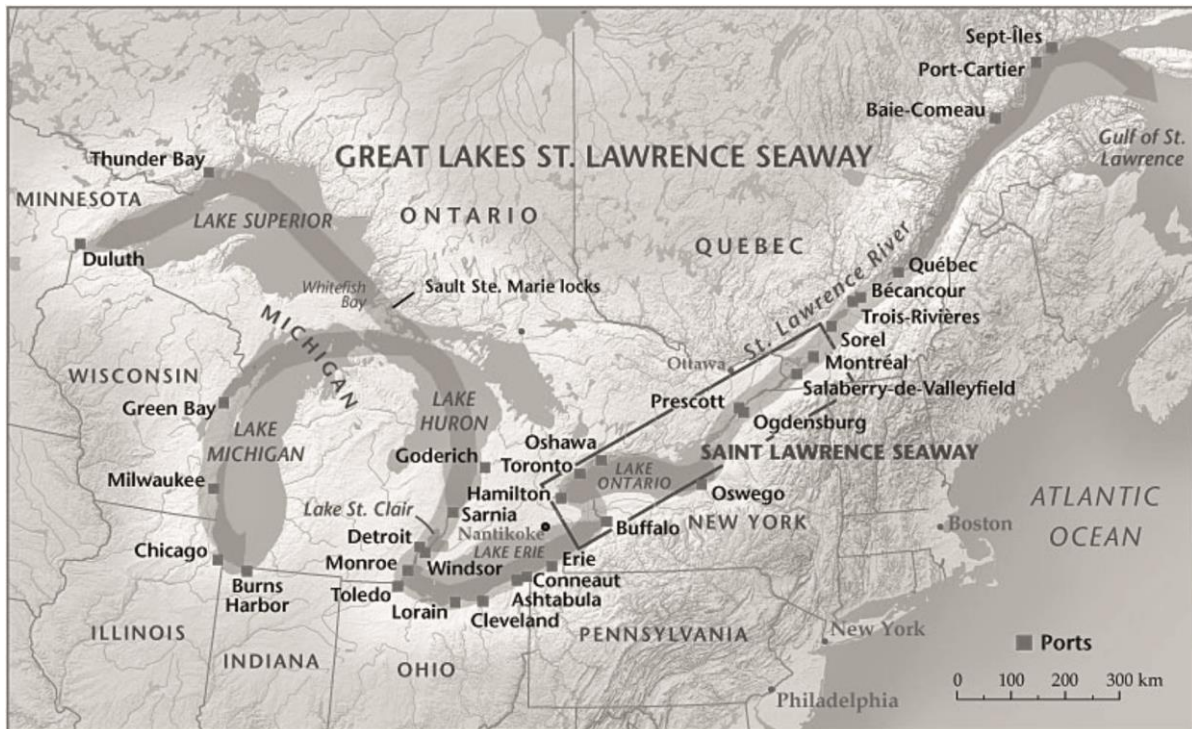 Sept-Îles
Port-Cartier
Baie-Comeau
Gulf of St.
Lawrence
Thunder Bay
GREAT LAKES ST. LAWRENCE SEAWAY
MINNESOTA
LAKE SUPERIOR
ONTARIO
QUEBEC
Duluth
Québec
Whitefish
Bay
Sault Ste. Marie locks
Bécancour
Trois-Rivières
St. Lawrence River
MICHIGAN
Sorel
Ottawa
Montréal
WISCONSIN
Salaberry-de-Valleyfield
Green Bay
LAKE
HURON
Prescott
Ogdensburg
LAKE
MICHIGAN
Oshawa
SAINT LAWRENCE SEAWAY
Goderich
Toronto
LAKE
ONTARIO
Milwaukee
Hamilton
Oswego
ATLANTIC
OCEAN
Lake St. Clair
Sarnia
Nantikoke
Buffalo
NEW YORK
Boston
Detroit
LAKE ERIE
Chicago
Monroe
Windsor
Erie
Burns
Harbor
Toledo
Conneaut
Ashtabula
Lorain
Cleveland
ILLINOIS
PENNSYLVANIA
New York
Ports
INDIANA
OHIO
0 100 200 300 km
Philadelphia